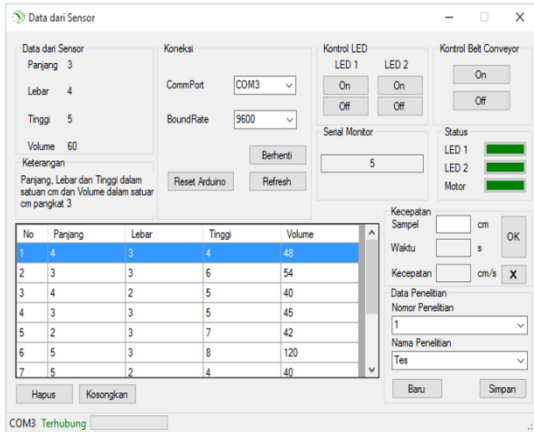 Data dari Sensor
Data dari Sensor
Panjang 3
Lebar 4
Tinggi 5
Volume 60
Keterangan
Panjang, Lebar dan Tinggi dalam
satuan cm dan Volume dalam satuar
cm pangkat 3
Koneksi
CommPort COM3
BoundRate 9600
Berhenti
Reset Arduino Refresh
Kontrol LED
LED 1 LED 2
On On
Off Off
Serial Monitor
5
Kontrol Belt Conveyor
On
Off
Status
LED 1
LED 2
Motor
No Panjang Lebar Tinggi Volume
1 4 3 4 48
2 3 3 6 54
3 4 2 5 40
4 3 3 5 45
5 2 3 7 42
6 5 3 8 120
7 5 2 4 40
Hapus Kosongkan
Kecepatan
Sampel cm
Waktu s
OK
Kecepatan cm/s X
Data Penelitian
Nomor Penelitian
1
Nama Penelitian
Tes
Baru Simpan
COM3 Terhubung